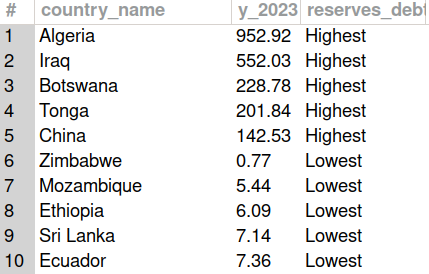 # country_name y_2023 reserves_debt
1 Algeria 952.92 Highest
2 Iraq 552.03 Highest
3 Botswana 228.78 Highest
4 Tonga 201.84 Highest
5 China 142.53 Highest
6 Zimbabwe 0.77 Lowest
7 Mozambique 5.44 Lowest
8 Ethiopia 6.09 Lowest
9 Sri Lanka 7.14 Lowest
10 Ecuador 7.36 Lowest